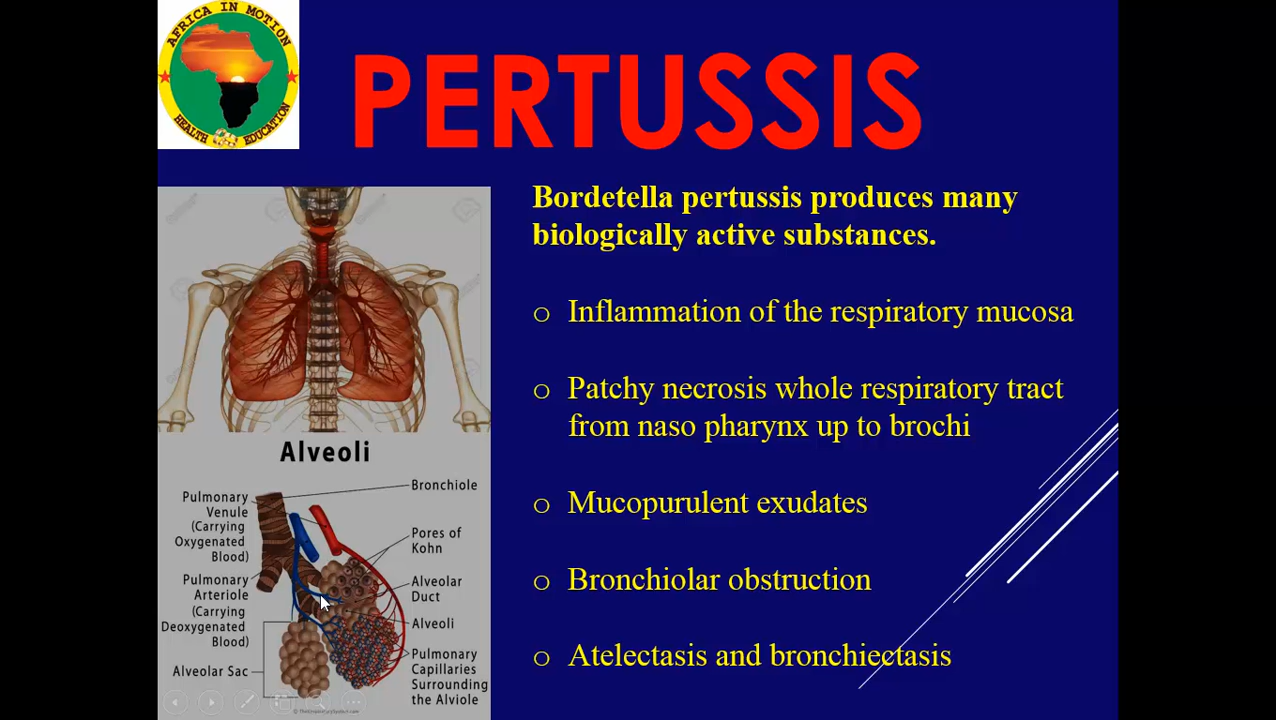 AFRICA IN MOTION
HEALTH EDUCATION
PERTUSSIS
Bordetella pertussis produces many
biologically active substances.
o Inflammation of the respiratory mucosa
o Patchy necrosis whole respiratory tract
from naso pharynx up to brochi
o Mucopurulent exudates
o Bronchiolar obstruction
o Atelectasis and bronchiectasis
Alveoli
Pulmonary
Venule
(Carrying
Oxygenated
Blood)
Pulmonary
Arteriole
(Carrying
Deoxygenated
Blood)
Alveolar Sac
Bronchiole
Pores of
Kohn
Alveolar
Duct
Alveoli
Pulmonary
Capillaries
Surrounding
the Alviole